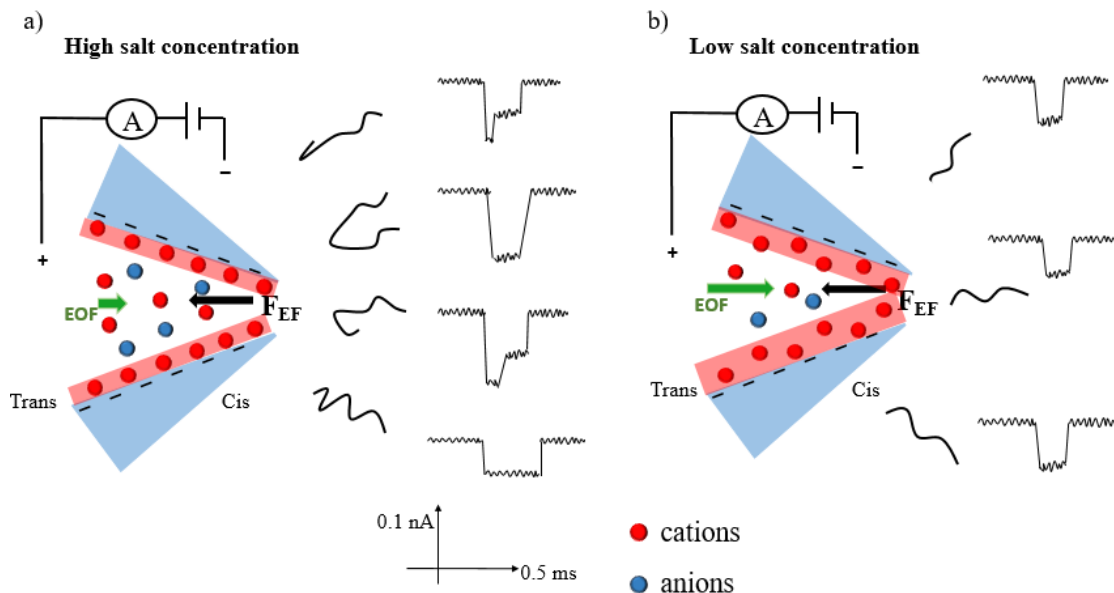 a)
High salt concentration
A
−
+
EOF
F_EF
Trans
Cis
0.1 nA
0.5 ms
b)
Low salt concentration
A
−
+
EOF
F_EF
Trans
Cis
cations
anions